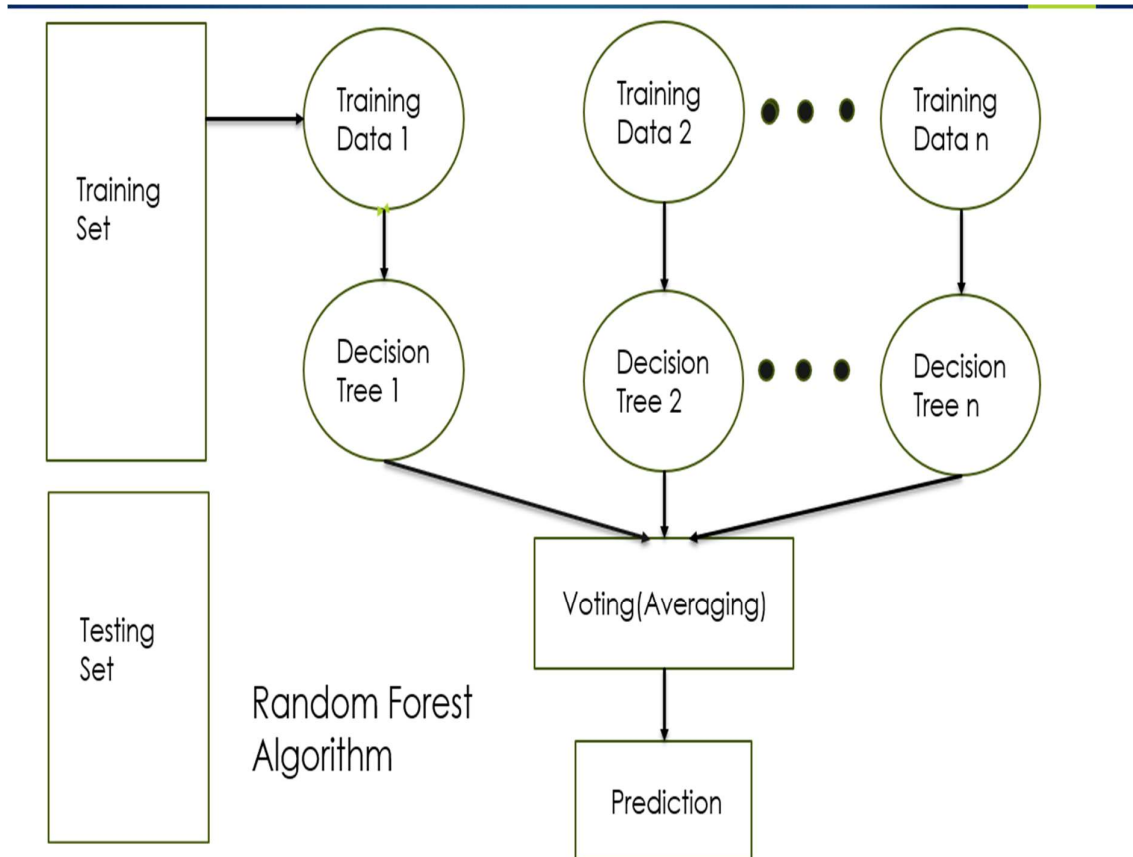 Training
Set
Training
Data 1
Training
Data 2
Training
Data n
Decision
Tree 1
Decision
Tree 2
Decision
Tree n
Voting(Averaging)
Testing
Set
Random Forest
Algorithm
Prediction